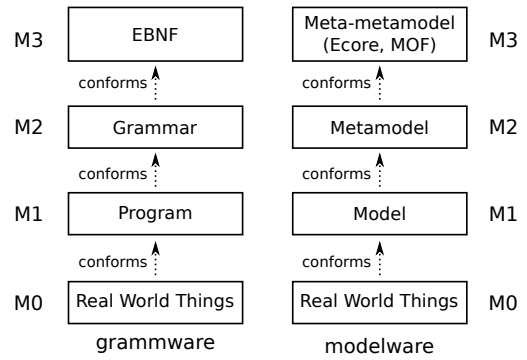 M3
EBNF
Meta-metamodel
(Ecore, MOF)
M3
conforms
conforms
M2
Grammar
Metamodel
M2
conforms
conforms
M1
Program
Model
M1
conforms
conforms
M0
Real World Things
Real World Things
M0
grammware
modelware